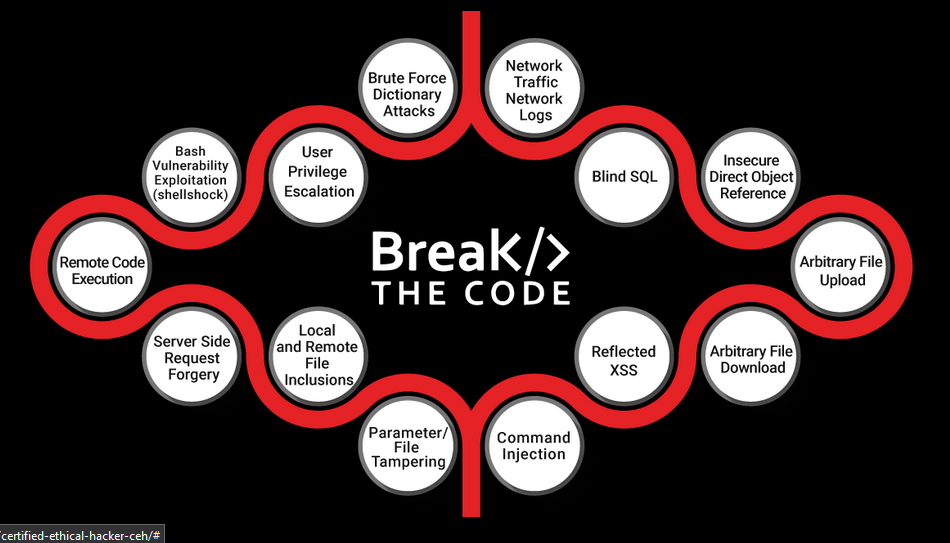 Brute Force
Dictionary
Attacks
Network
Traffic
Network
Logs
Bash
Vulnerability
Exploitation
(shellshock)
User
Privilege
Escalation
Blind SQL
Insecure
Direct Object
Reference
Remote Code
Execution
Break/>
THE CODE
Arbitrary File
Upload
Server Side
Request
Forgery
Local
and Remote
File
Inclusions
Reflected
XSS
Arbitrary File
Download
Parameter/
File
Tampering
Command
Injection
/certified-ethical-hacker-ceh/#